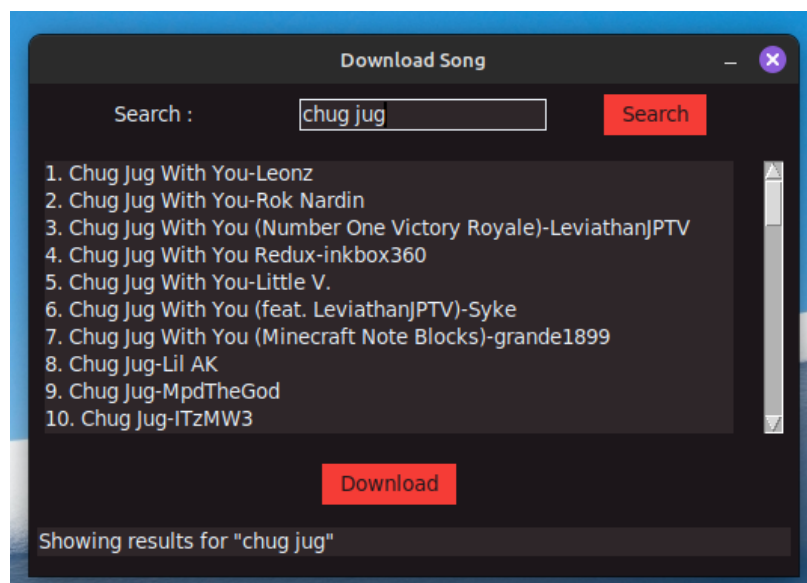 Download Song
Search : chug jug Search
1. Chug Jug With You-Leonz
2. Chug Jug With You-Rok Nardin
3. Chug Jug With You (Number One Victory Royale)-LeviathanJPTV
4. Chug Jug With You Redux-inkbox360
5. Chug Jug With You-Little V.
6. Chug Jug With You (feat. LeviathanJPTV)-Syke
7. Chug Jug With You (Minecraft Note Blocks)-grande1899
8. Chug Jug-Lil AK
9. Chug Jug-MpdTheGod
10. Chug Jug-ITzMW3
Download
Showing results for "chug jug"